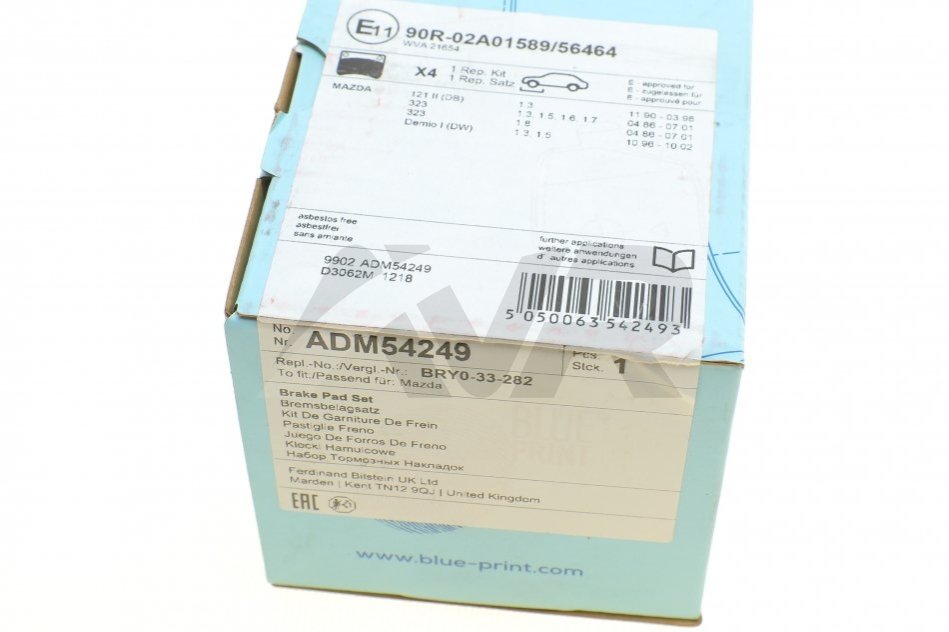 E11 90R-02A01589/56464
WVA 21654
X4 1 Rep. Kit
1 Rep. Satz
E - approved for
E - zugelassen für
E - approuvé pour
MAZDA
121 II (DB) 1.3 11.90 - 03.96
323 1.3, 1.5, 1.6, 1.7 04.86 - 07.01
323 1.8 04.86 - 07.01
Demio I (DW) 1.3, 1.5 10.96 - 10.02
asbestos free
asbestfrei
sans amiante
further applications
weitere anwendungen
d' autres applications
9902 ADM54249
D3062M 1218
5 050063 542493
No.
Nr. ADM54249
Pcs.
Stck. 1
Repl.-No.:/Vergl.-Nr.: BRY0-33-282
To fit:/Passend für: Mazda
Brake Pad Set
Bremsbelagsatz
Kit De Garniture De Frein
Pastiglie Freno
Juego De Forros De Freno
Klocki Hamulcowe
Набор Тормозных Накладок
BLUE
PRINT
Ferdinand Bilstein UK Ltd
Marden | Kent TN12 9QJ | United Kingdom
EAC
www.blue-print.com